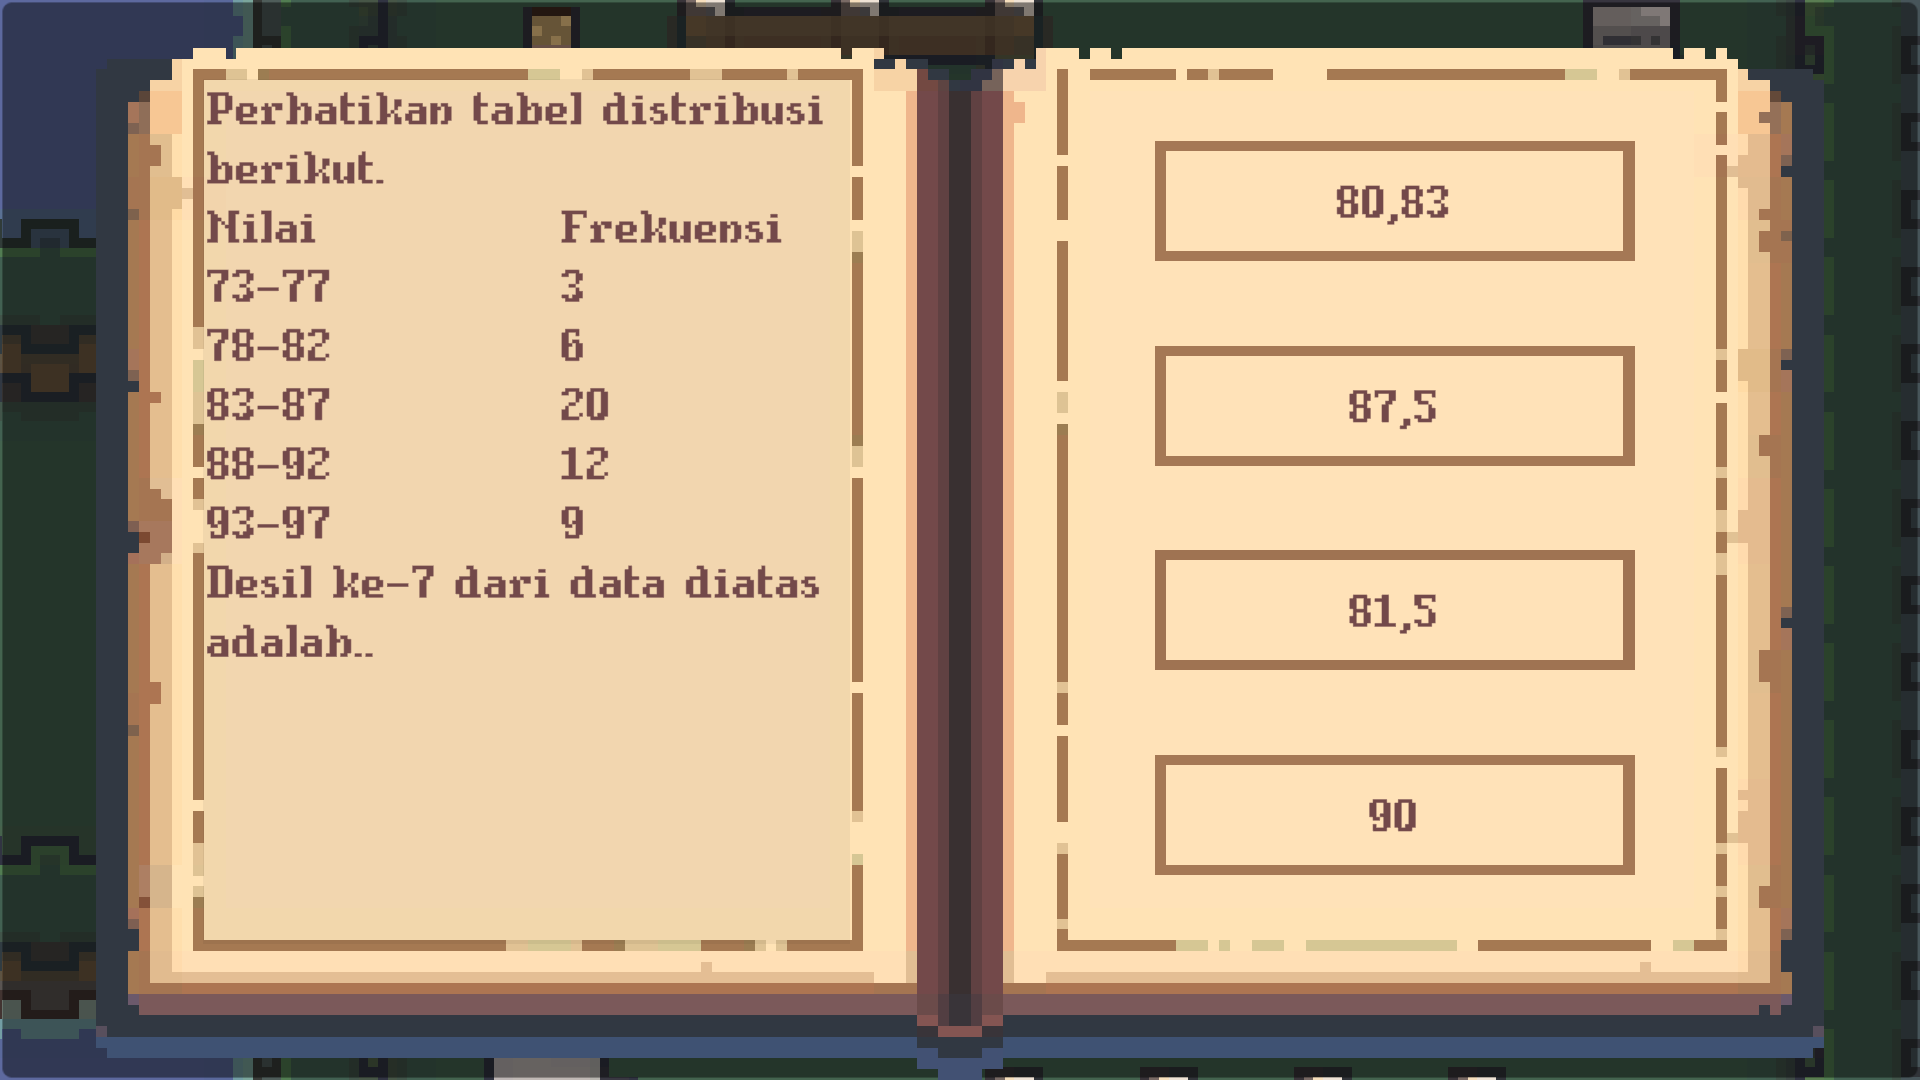 Perhatikan tabel distribusi
berikut.
Nilai Frekuensi
73-77 3
78-82 6
83-87 20
88-92 12
93-97 9
Desil ke-7 dari data diatas
adalah..
80,83
87,5
81,5
90